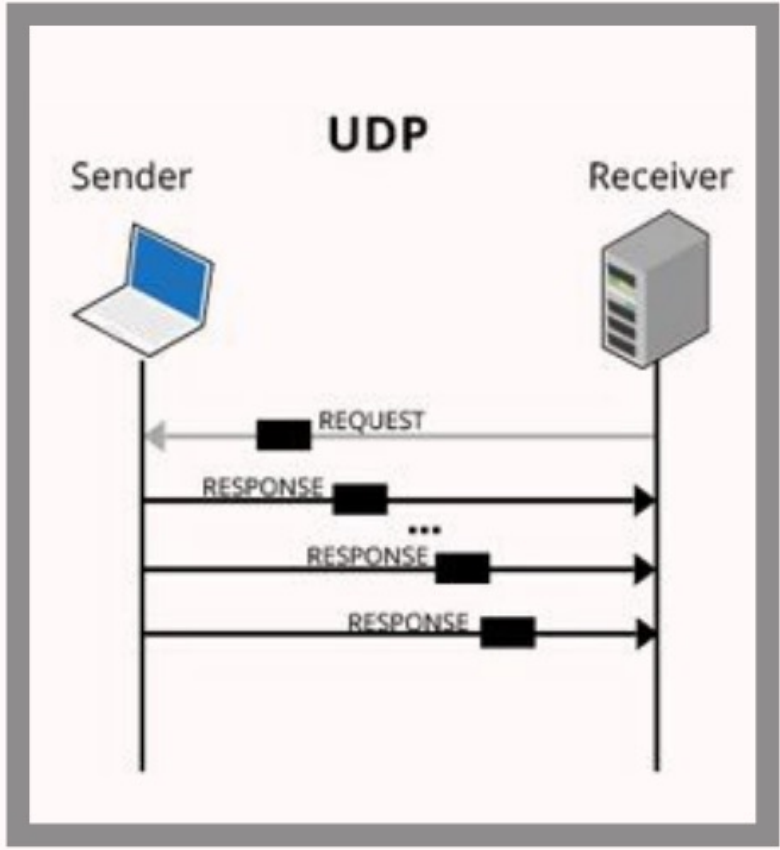 UDP
Sender
Receiver
REQUEST
RESPONSE
...
RESPONSE
RESPONSE